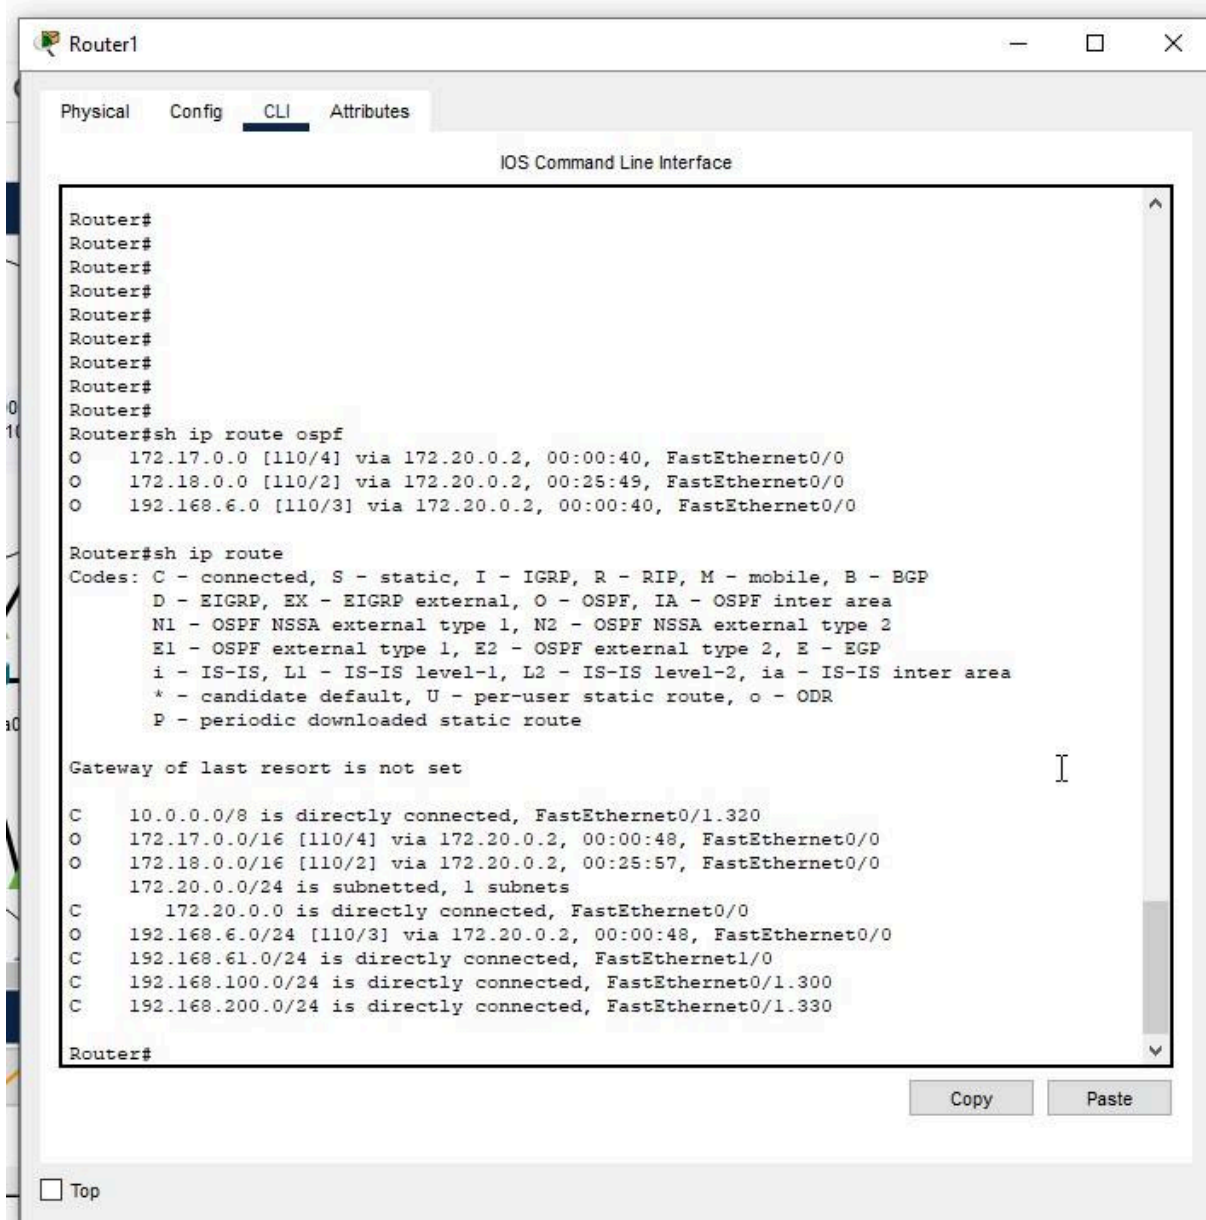 Router1
Physical Config CLI Attributes
IOS Command Line Interface
Router#
Router#
Router#
Router#
Router#
Router#
Router#
Router#
Router#
Router#sh ip route ospf
O 172.17.0.0 [110/4] via 172.20.0.2, 00:00:40, FastEthernet0/0
O 172.18.0.0 [110/2] via 172.20.0.2, 00:25:49, FastEthernet0/0
O 192.168.6.0 [110/3] via 172.20.0.2, 00:00:40, FastEthernet0/0
Router#sh ip route
Codes: C - connected, S - static, I - IGRP, R - RIP, M - mobile, B - BGP
D - EIGRP, EX - EIGRP external, O - OSPF, IA - OSPF inter area
N1 - OSPF NSSA external type 1, N2 - OSPF NSSA external type 2
E1 - OSPF external type 1, E2 - OSPF external type 2, E - EGP
i - IS-IS, L1 - IS-IS level-1, L2 - IS-IS level-2, ia - IS-IS inter area
* - candidate default, U - per-user static route, o - ODR
P - periodic downloaded static route
Gateway of last resort is not set
C 10.0.0.0/8 is directly connected, FastEthernet0/1.320
O 172.17.0.0/16 [110/4] via 172.20.0.2, 00:00:48, FastEthernet0/0
O 172.18.0.0/16 [110/2] via 172.20.0.2, 00:25:57, FastEthernet0/0
172.20.0.0/24 is subnetted, 1 subnets
C 172.20.0.0 is directly connected, FastEthernet0/0
O 192.168.6.0/24 [110/3] via 172.20.0.2, 00:00:48, FastEthernet0/0
C 192.168.61.0/24 is directly connected, FastEthernet1/0
C 192.168.100.0/24 is directly connected, FastEthernet0/1.300
C 192.168.200.0/24 is directly connected, FastEthernet0/1.330
Router#
Copy Paste
Top